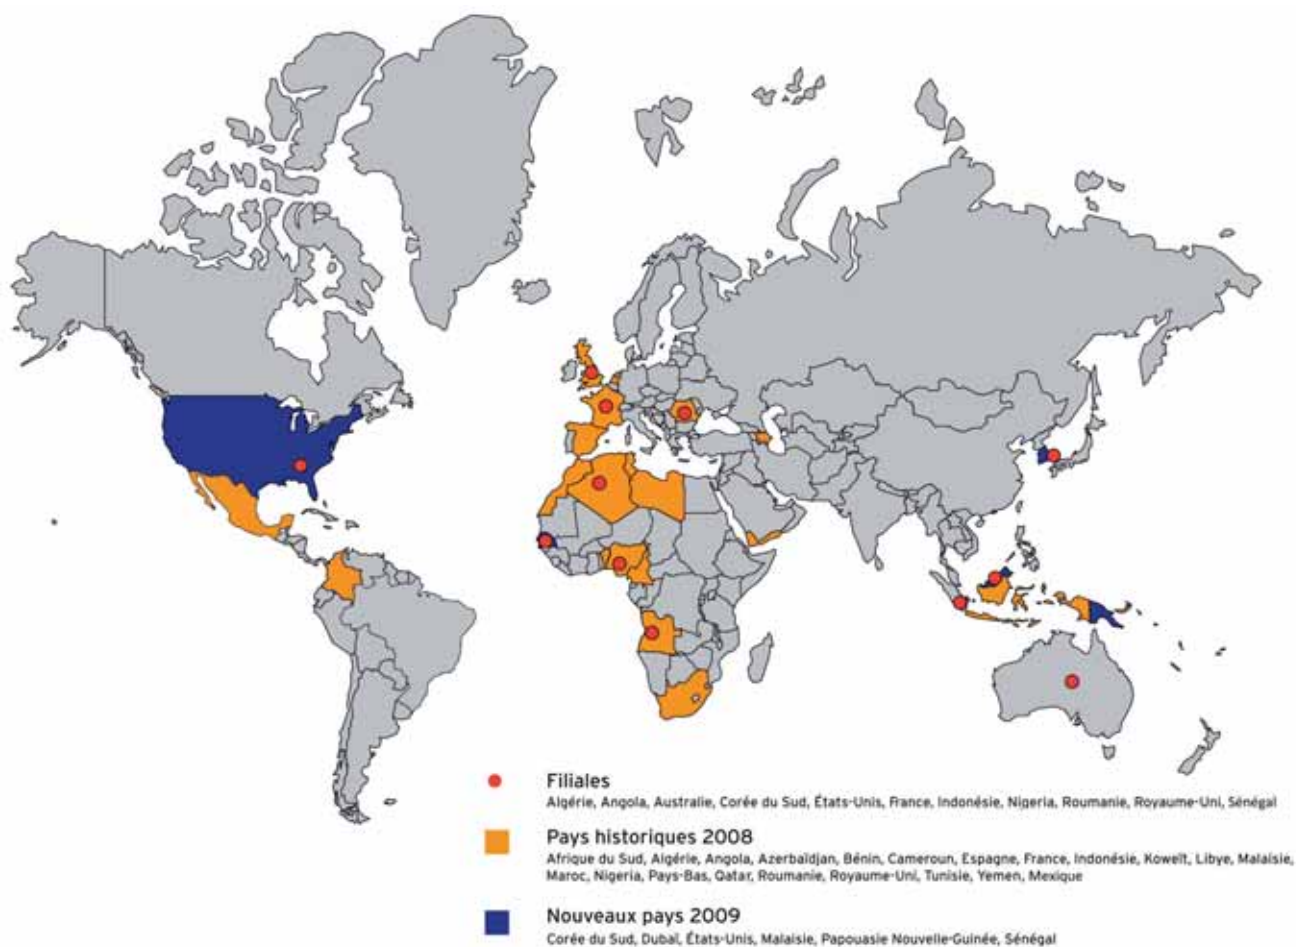 Filiales
Algérie, Angola, Australie, Corée du Sud, États-Unis, France, Indonésie, Nigeria, Roumanie, Royaume-Uni, Sénégal
Pays historiques 2008
Afrique du Sud, Algérie, Angola, Azerbaïdjan, Bénin, Cameroun, Espagne, France, Indonésie, Koweït, Libye, Malaisie,
Maroc, Nigeria, Pays-Bas, Qatar, Roumanie, Royaume-Uni, Tunisie, Yemen, Mexique
Nouveaux pays 2009
Corée du Sud, Dubaï, États-Unis, Malaisie, Papouasie Nouvelle-Guinée, Sénégal